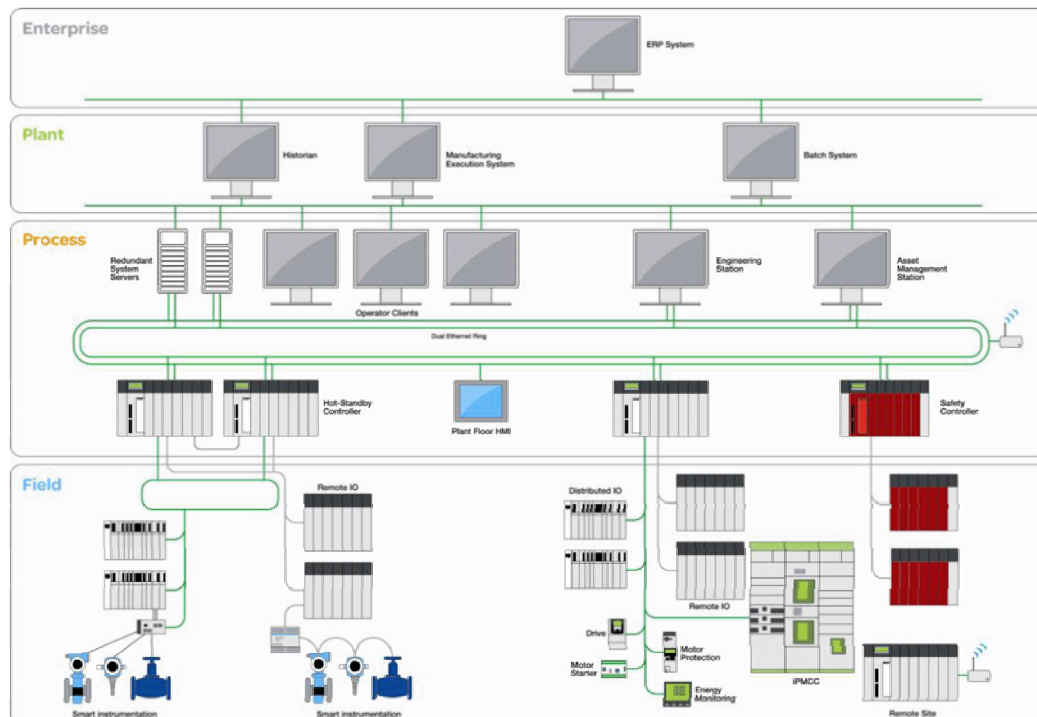 Enterprise
ERP System
Plant
Historian
Manufacturing
Execution System
Batch System
Process
Redundant
System
Servers
Operator Clients
Engineering
Station
Asset
Management
Station
Dual Ethernet Ring
Hot-Standby
Controller
Plant Floor HMI
Safety
Controller
Field
Remote IO
Distributed IO
Remote IO
Drive
Motor
Protection
Motor
Starter
Energy
Monitoring
iPMCC
Smart instrumentation
Smart instrumentation
Remote Site